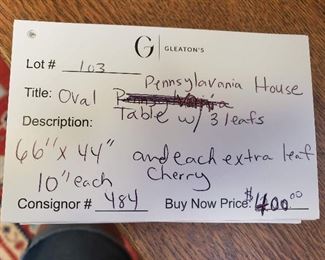 G | GLEATON'S
Lot # 103
Pennsylavania House
Title: Oval
Table w/ 3 leafs
Description:
66" x 44" and each extra leaf
10" each Cherry
Consignor # 484 Buy Now Price: $400.00